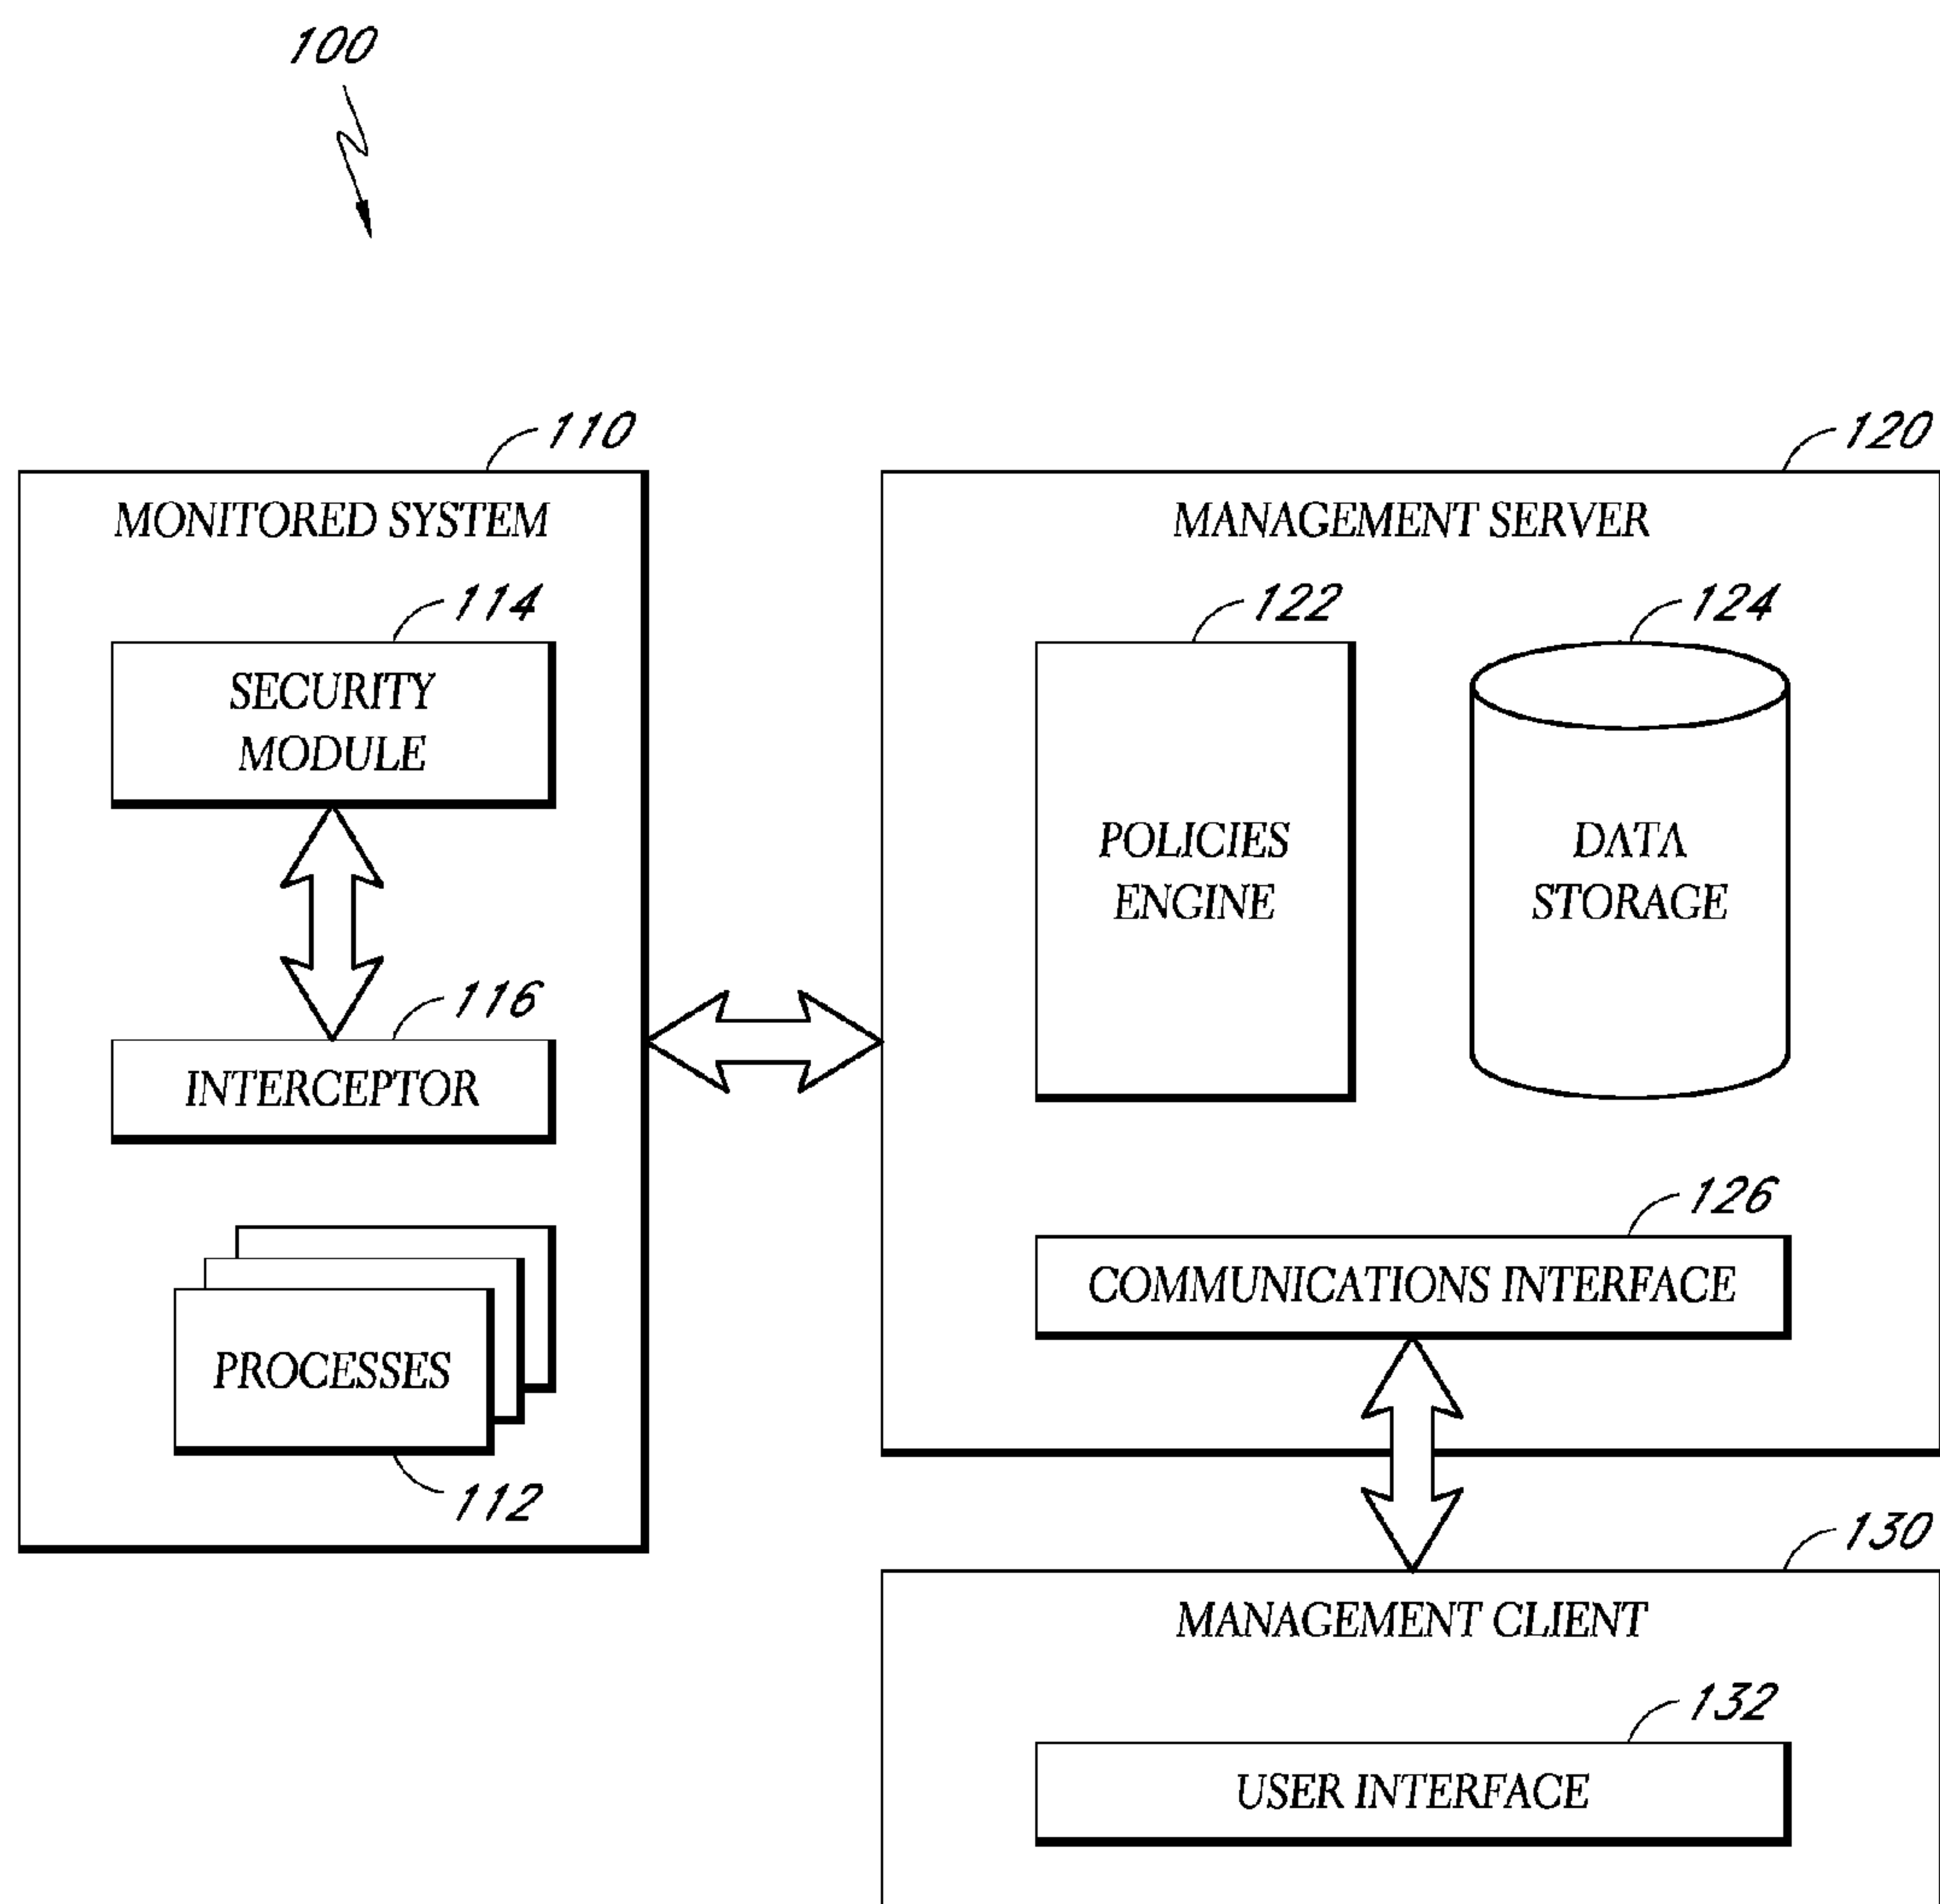 100
110
MONITORED SYSTEM
114
SECURITY
MODULE
116
INTERCEPTOR
PROCESSES
112
120
MANAGEMENT SERVER
122
POLICIES
ENGINE
124
DATA
STORAGE
126
COMMUNICATIONS INTERFACE
130
MANAGEMENT CLIENT
132
USER INTERFACE